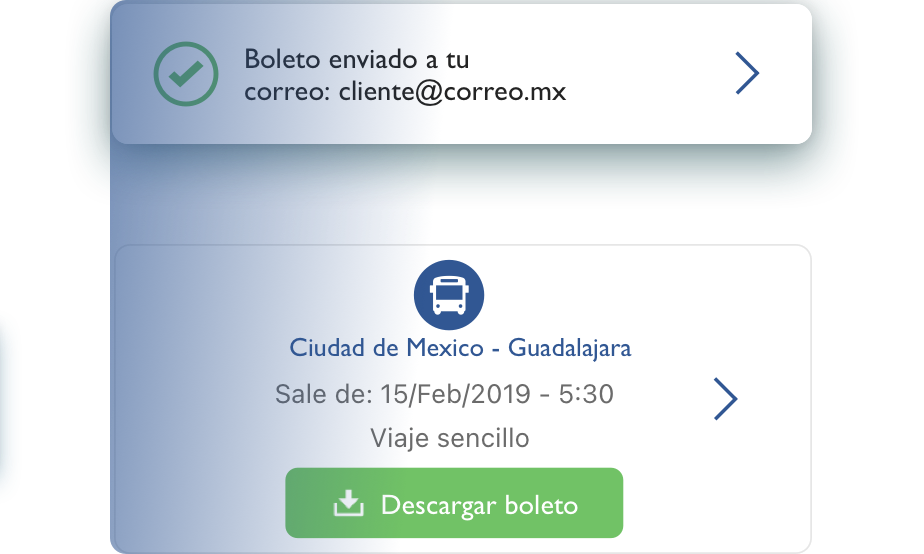 Boleto enviado a tu
correo: cliente@correo.mx
Ciudad de Mexico - Guadalajara
Sale de: 15/Feb/2019 - 5:30
Viaje sencillo
Descargar boleto